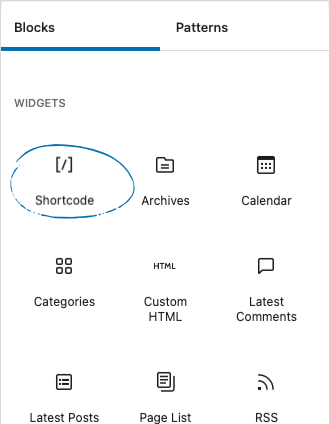 Blocks Patterns
WIDGETS
[/]
Shortcode Archives Calendar
HTML
Categories Custom HTML Latest Comments
Latest Posts Page List RSS